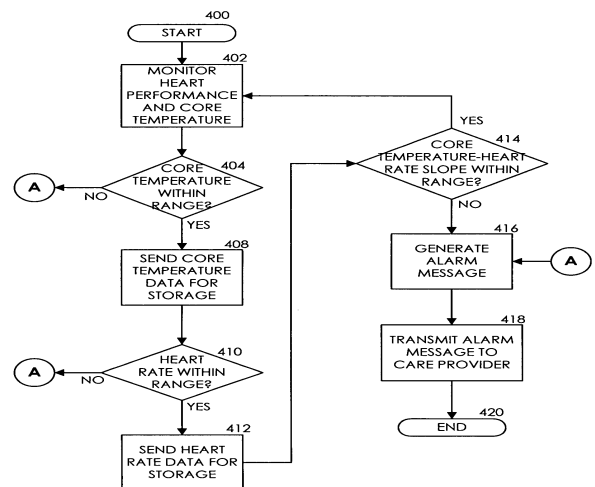 400
START
402
MONITOR
HEART
PERFORMANCE
AND CORE
TEMPERATURE
404
CORE
TEMPERATURE
WITHIN
RANGE?
A
NO
YES
408
SEND CORE
TEMPERATURE
DATA FOR
STORAGE
410
HEART
RATE WITHIN
RANGE?
A
NO
YES
412
SEND HEART
RATE DATA FOR
STORAGE
YES
414
CORE
TEMPERATURE-HEART
RATE SLOPE WITHIN
RANGE?
NO
416
GENERATE
ALARM
MESSAGE
A
418
TRANSMIT ALARM
MESSAGE TO
CARE PROVIDER
420
END